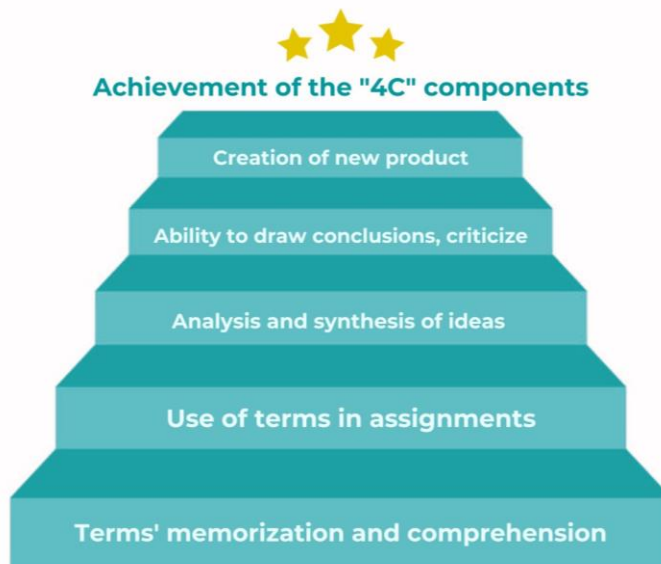 Achievement of the "4C" components
Creation of new product
Ability to draw conclusions, criticize
Analysis and synthesis of ideas
Use of terms in assignments
Terms' memorization and comprehension